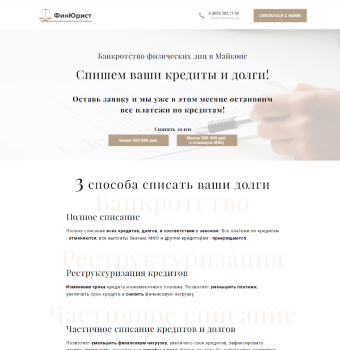 ФинЮрист
8 (800) 302 71 50
СВЯЗАТЬСЯ С НАМИ
Банкротство физических лиц в Майкопе
Спишем ваши кредиты и долги!
Оставь заявку и мы уже в этом месяце остановим
все платежи по кредитам!
Списать долги
Более 500 000 руб.
Менее 500 000 руб.
с помощью МФЦ
3 способа списать ваши долги
Банкротство
Полное списание
Полное списание всех кредитов, долгов, в соответствии с законом. Все платежи по кредитам
- отменяются, все выплаты банкам, МФО и другим кредиторам - прекращаются.
Реструктуризация
Реструктуризация кредитов
Изменение срока кредита и ежемесячного платежа. Позволяет уменьшить платежи,
увеличить срок кредита и снизить финансовую нагрузку.
Частичное списание
Частичное списание кредитов и долгов
Позволяет уменьшить финансовую нагрузку, увеличить срок кредита, зафиксировать